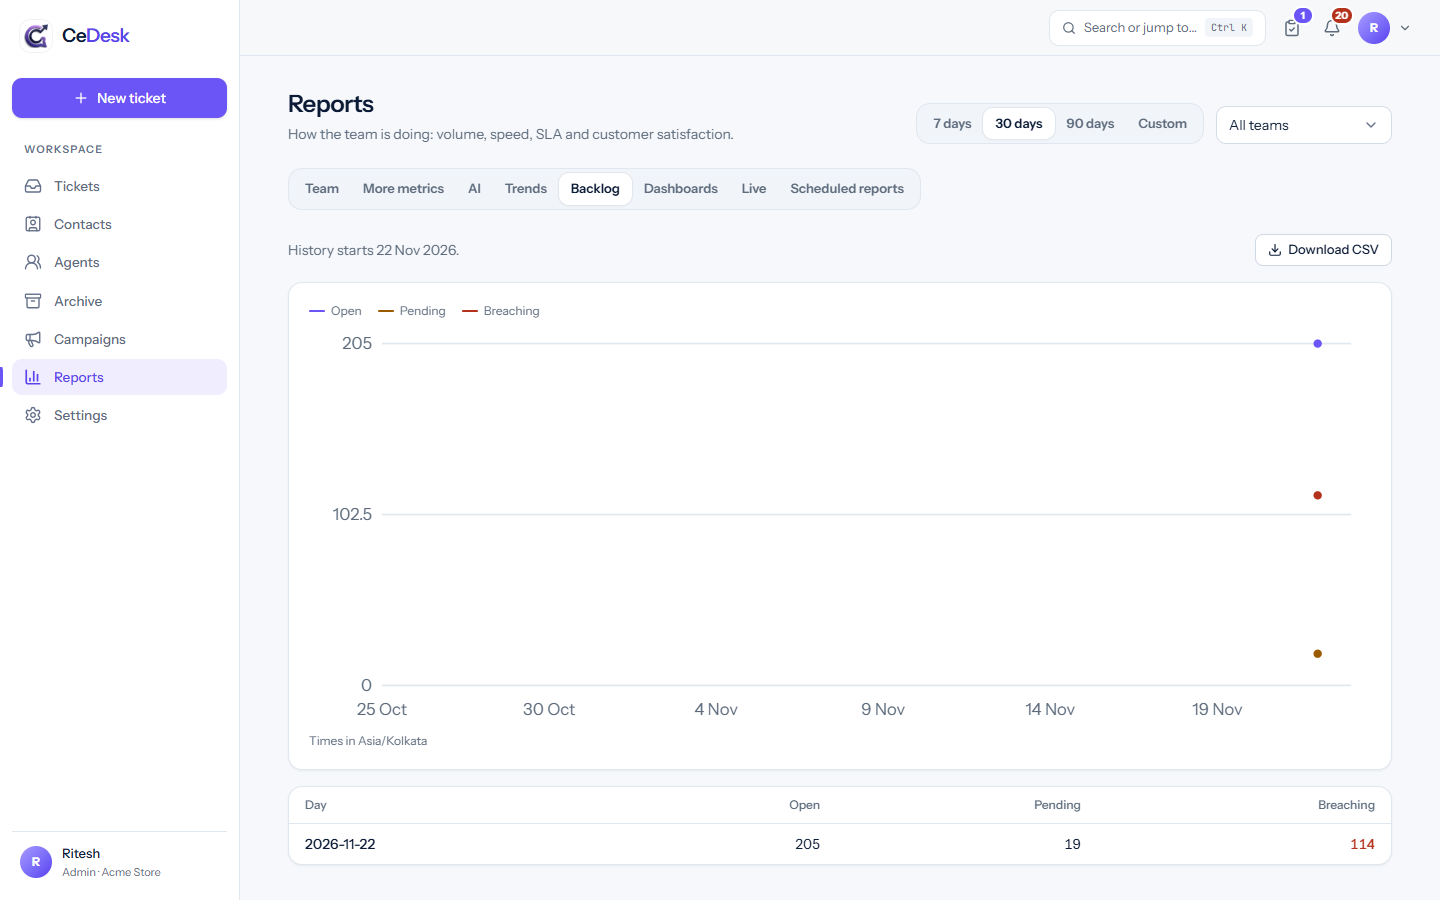 CeDesk
Search or jump to... Ctrl K
1
20
R
New ticket
WORKSPACE
Tickets
Contacts
Agents
Archive
Campaigns
Reports
Settings
R
Ritesh
Admin · Acme Store
Reports
How the team is doing: volume, speed, SLA and customer satisfaction.
7 days 30 days 90 days Custom
All teams
Team More metrics AI Trends Backlog Dashboards Live Scheduled reports
History starts 22 Nov 2026.
Download CSV
Open Pending Breaching
205
102.5
0
25 Oct 30 Oct 4 Nov 9 Nov 14 Nov 19 Nov
Times in Asia/Kolkata
Day Open Pending Breaching
2026-11-22 205 19 114